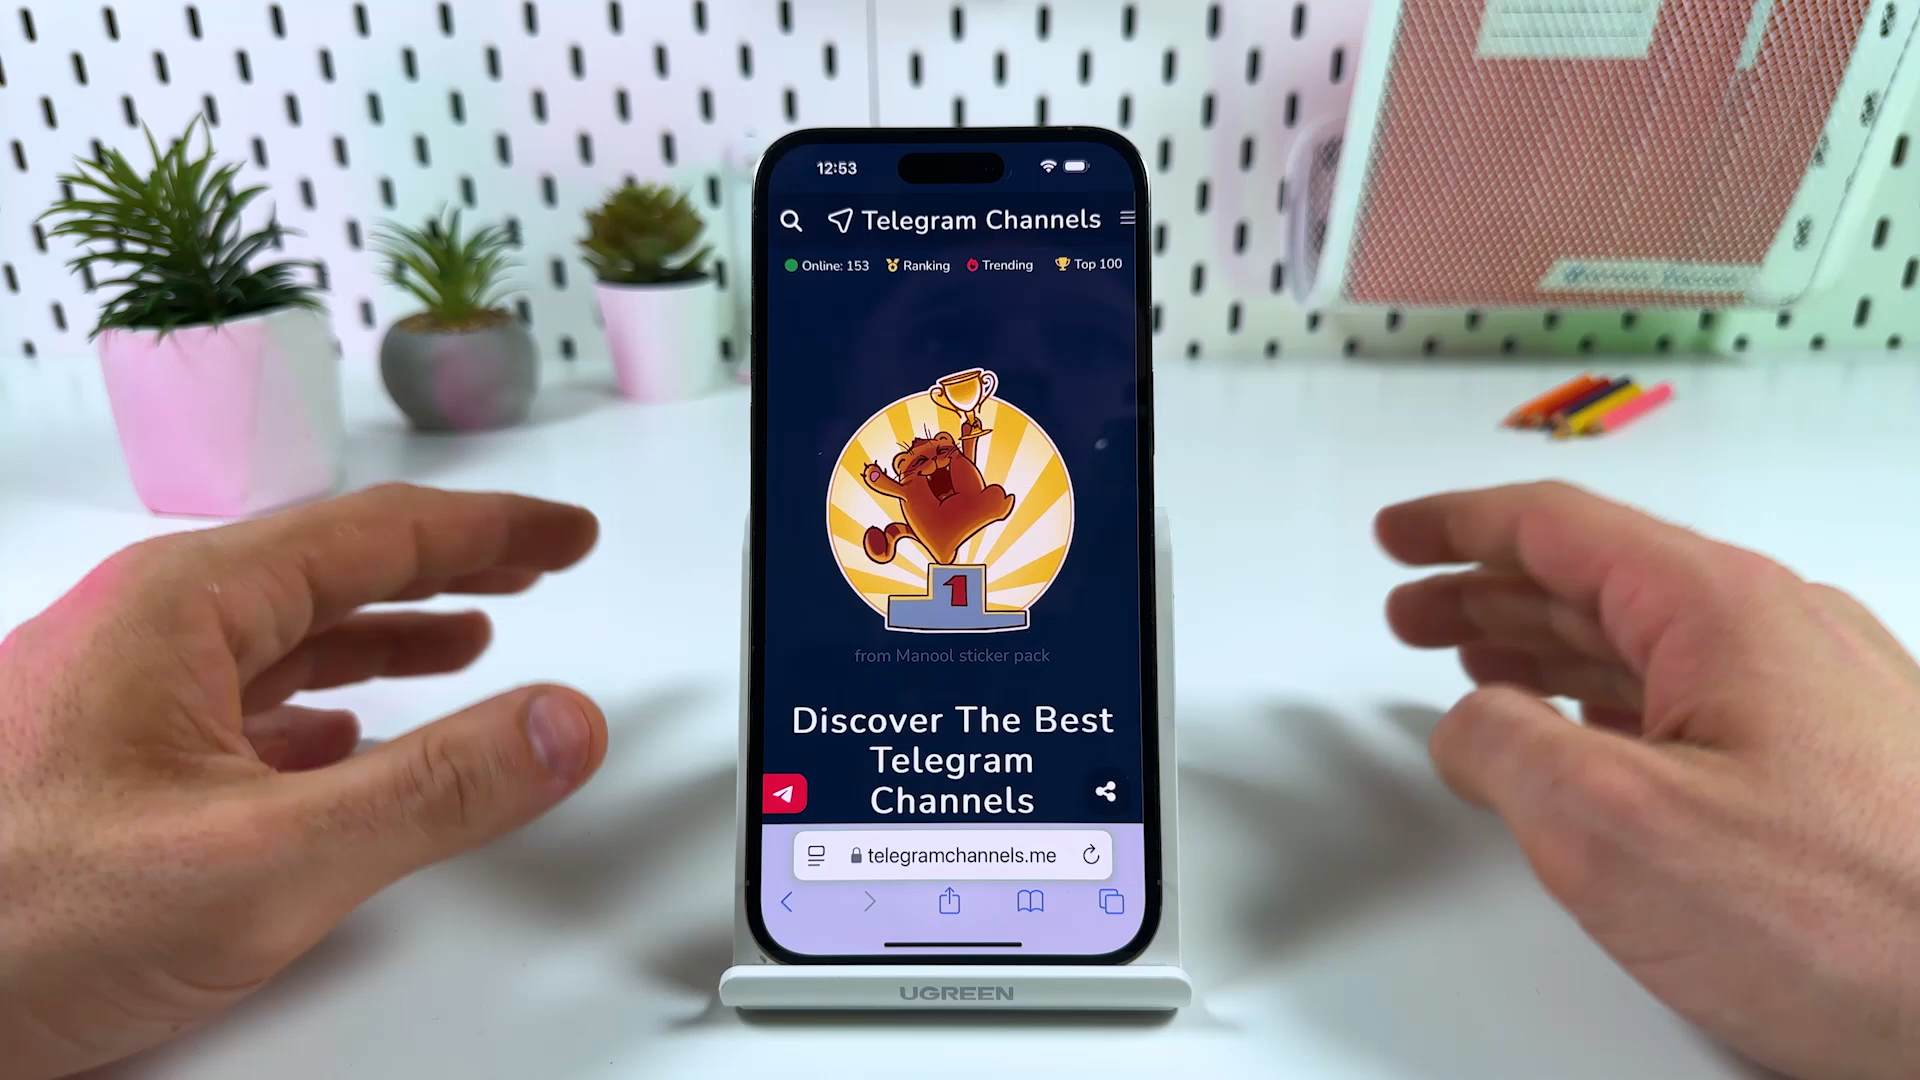 12:53
Telegram Channels
Online: 153 Ranking Trending Top 100
1
from Manool sticker pack
Discover The Best
Telegram
Channels
telegramchannels.me
UGREEN